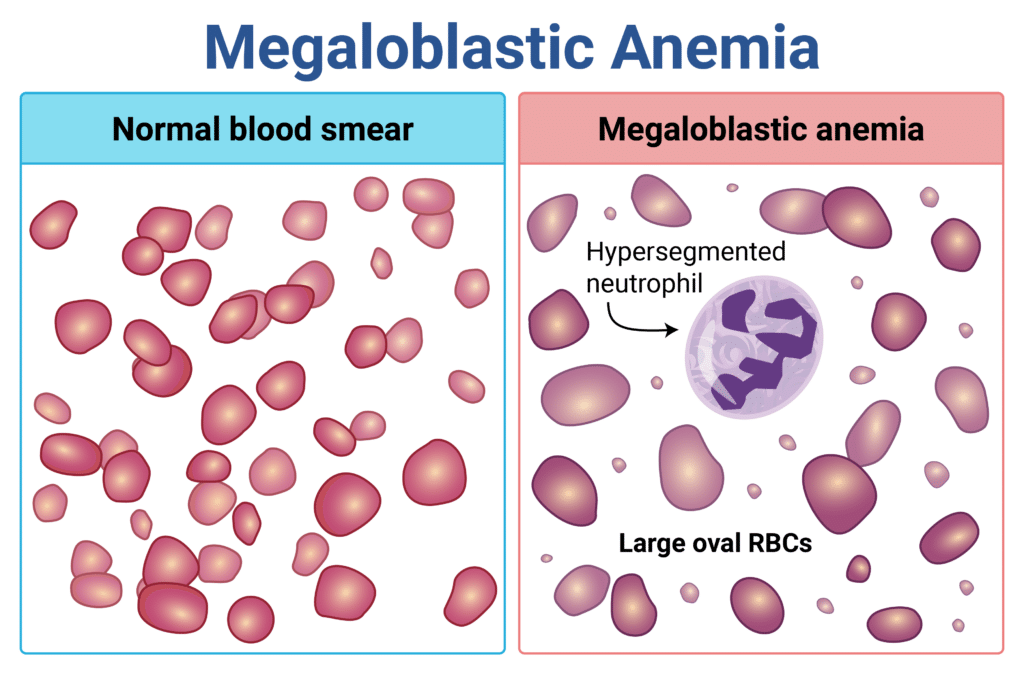 Megaloblastic Anemia
Normal blood smear
Megaloblastic anemia
Hypersegmented
neutrophil
Large oval RBCs